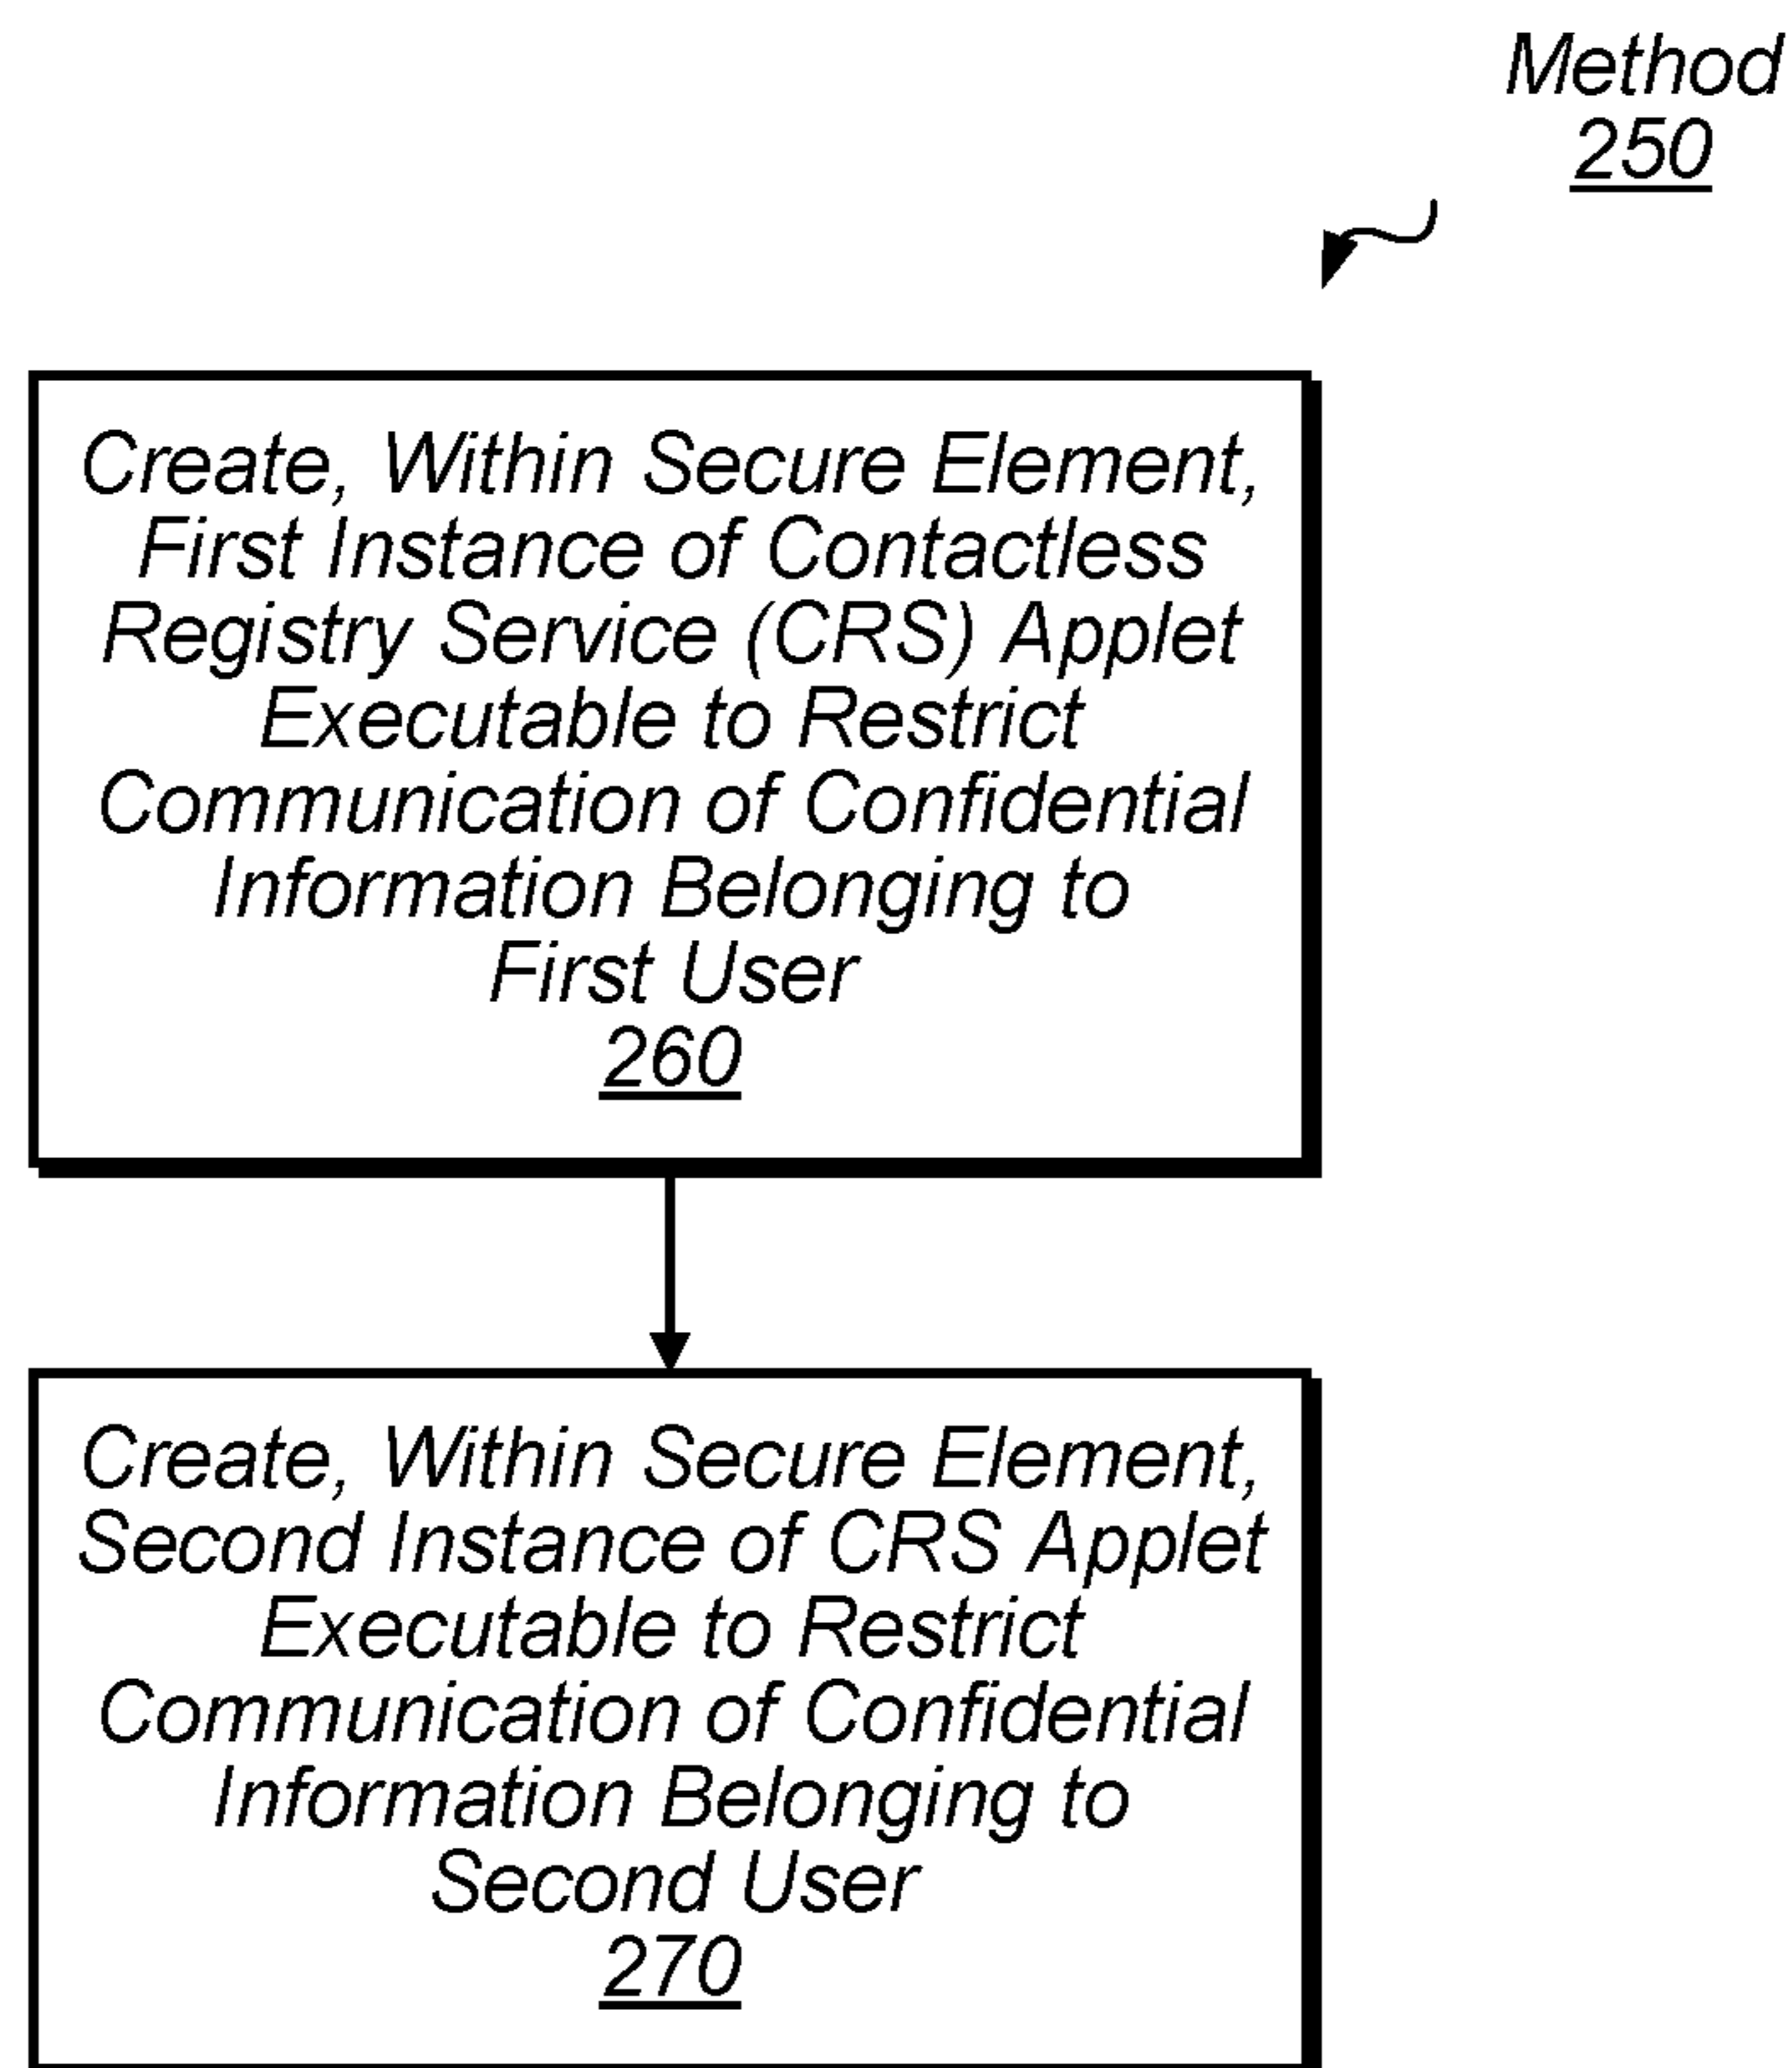 Method
250
Create, Within Secure Element,
First Instance of Contactless
Registry Service (CRS) Applet
Executable to Restrict
Communication of Confidential
Information Belonging to
First User
260
Create, Within Secure Element,
Second Instance of CRS Applet
Executable to Restrict
Communication of Confidential
Information Belonging to
Second User
270